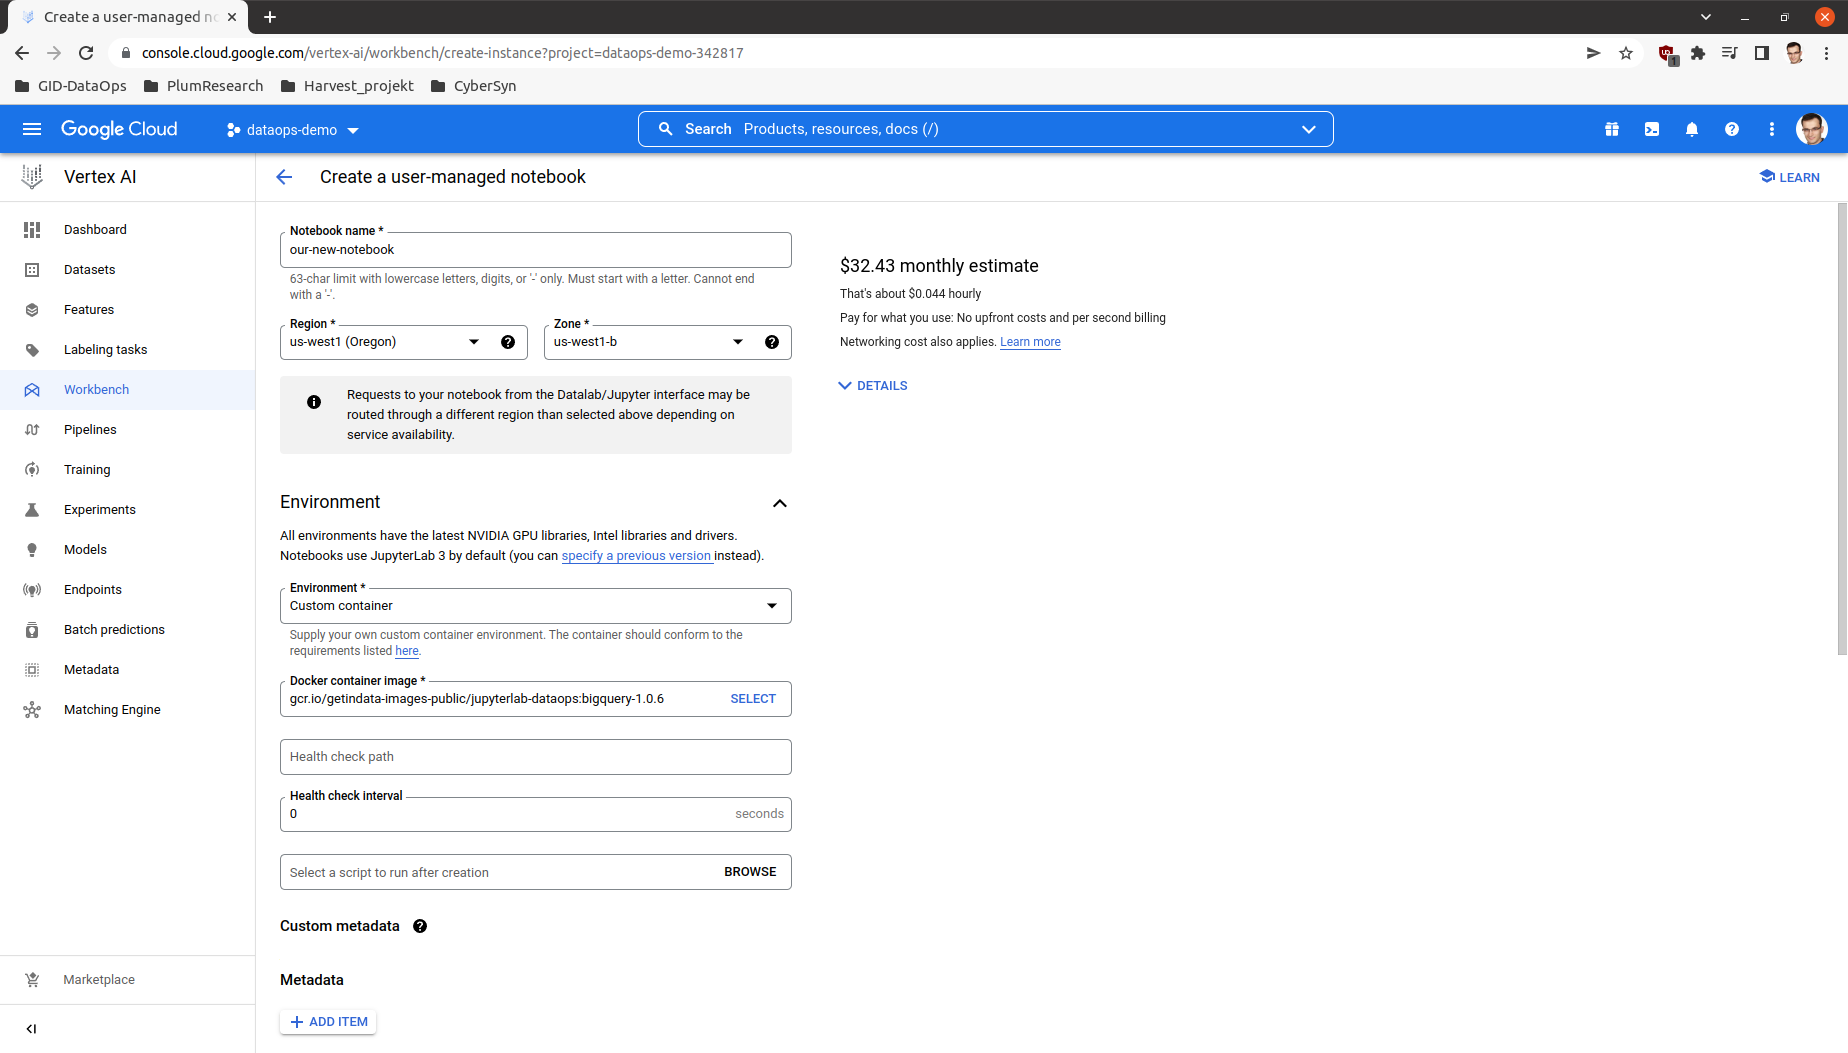 Create a user-managed no
console.cloud.google.com/vertex-ai/workbench/create-instance?project=dataops-demo-342817
1
GID-DataOps
PlumResearch
Harvest_projekt
CyberSyn
Google Cloud
dataops-demo
Search Products, resources, docs (/)
Vertex AI
Create a user-managed notebook
LEARN
Dashboard
Datasets
Features
Labeling tasks
Workbench
Pipelines
Training
Experiments
Models
Endpoints
Batch predictions
Metadata
Matching Engine
Marketplace
Notebook name *
our-new-notebook
63-char limit with lowercase letters, digits, or '-' only. Must start with a letter. Cannot end
with a '-'.
Region *
us-west1 (Oregon)
Zone *
us-west1-b
Requests to your notebook from the Datalab/Jupyter interface may be
routed through a different region than selected above depending on
service availability.
Environment
All environments have the latest NVIDIA GPU libraries, Intel libraries and drivers.
Notebooks use JupyterLab 3 by default (you can specify a previous version instead).
Environment *
Custom container
Supply your own custom container environment. The container should conform to the
requirements listed here.
Docker container image *
gcr.io/getindata-images-public/jupyterlab-dataops:bigquery-1.0.6
SELECT
Health check path
Health check interval
0
seconds
Select a script to run after creation
BROWSE
Custom metadata
Metadata
ADD ITEM
$32.43 monthly estimate
That's about $0.044 hourly
Pay for what you use: No upfront costs and per second billing
Networking cost also applies. Learn more
DETAILS